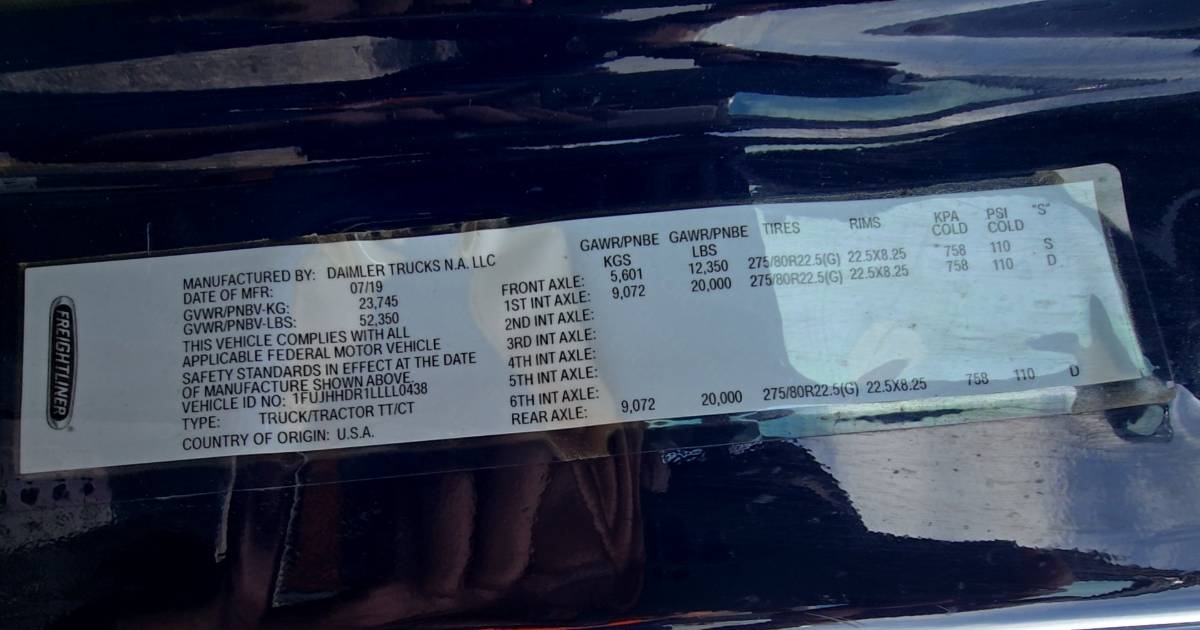 FREIGHTLINER
MANUFACTURED BY: DAIMLER TRUCKS N.A. LLC
DATE OF MFR: 07/19
GVWR/PNBV-KG: 23,745
GVWR/PNBV-LBS: 52,350
THIS VEHICLE COMPLIES WITH ALL
APPLICABLE FEDERAL MOTOR VEHICLE
SAFETY STANDARDS IN EFFECT AT THE DATE
OF MANUFACTURE SHOWN ABOVE
VEHICLE ID NO: 1FUJHHDR1LLLL0438
TYPE: TRUCK/TRACTOR TT/CT
COUNTRY OF ORIGIN: U.S.A.
GAWR/PNBE KGS GAWR/PNBE LBS TIRES RIMS KPA COLD PSI COLD "S"
FRONT AXLE: 5,601 12,350 275/80R22.5(G) 22.5X8.25 758 110 S
1ST INT AXLE: 9,072 20,000 275/80R22.5(G) 22.5X8.25 758 110 D
2ND INT AXLE:
3RD INT AXLE:
4TH INT AXLE:
5TH INT AXLE:
6TH INT AXLE:
REAR AXLE: 9,072 20,000 275/80R22.5(G) 22.5X8.25 758 110 D